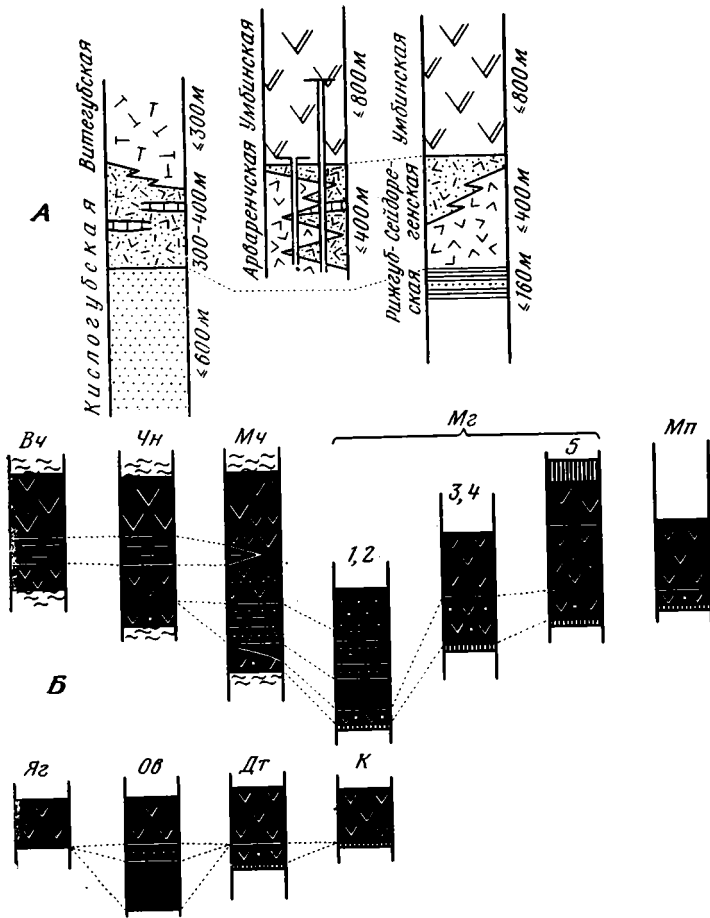 А
Витегубская
≤300м
Кислогубская
300-400м
≤600м
Умбинская
≤800м
Арваренчская
≤400м
Умбинская
≤800м
Сейдоре-
генская
≤400м
Рижгуб-
ская
≤160м
Б
Вч
Чн
Мч
Мг
1,2
3,4
5
Мп
Яг
Ов
Дт
К